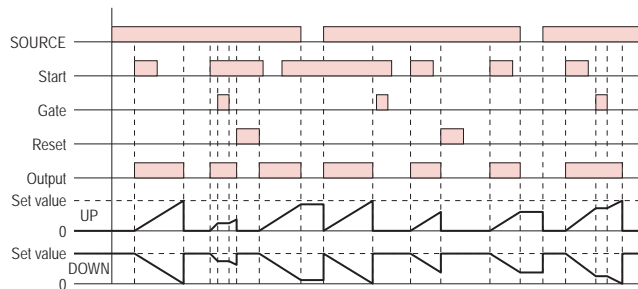 SOURCE
Start
Gate
Reset
Output
Set value
UP
0
Set value
DOWN
0